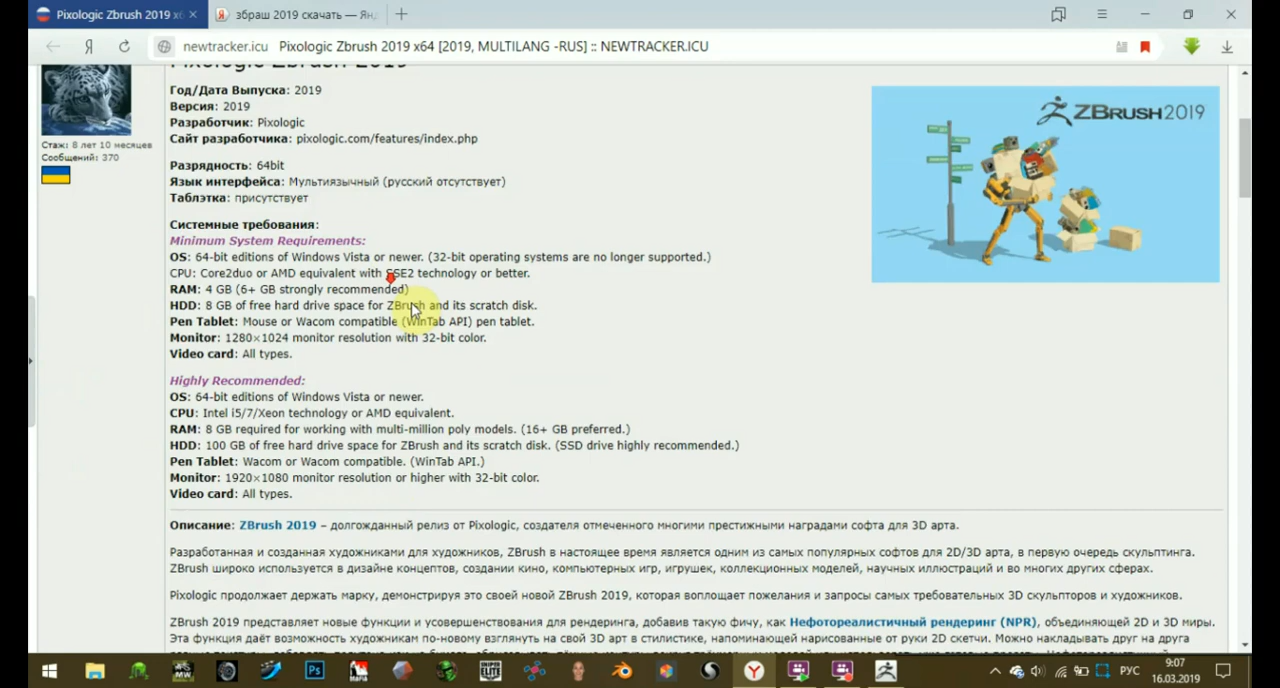 Pixologic Zbrush 2019 x6
збраш 2019 скачать — Янд
newtracker.icu Pixologic Zbrush 2019 x64 [2019, MULTILANG -RUS] :: NEWTRACKER.ICU
Pixologic Zbrush 2019
Стаж: 8 лет 10 месяцев
Сообщений: 370
Год/Дата Выпуска: 2019
Версия: 2019
Разработчик: Pixologic
Сайт разработчика: pixologic.com/features/index.php
Разрядность: 64bit
Язык интерфейса: Мультиязычный (русский отсутствует)
Таблэтка: присутствует
ZBRUSH 2019
Системные требования:
Minimum System Requirements:
OS: 64-bit editions of Windows Vista or newer. (32-bit operating systems are no longer supported.)
CPU: Core2duo or AMD equivalent with SSE2 technology or better.
RAM: 4 GB (6+ GB strongly recommended)
HDD: 8 GB of free hard drive space for ZBrush and its scratch disk.
Pen Tablet: Mouse or Wacom compatible (WinTab API) pen tablet.
Monitor: 1280×1024 monitor resolution with 32-bit color.
Video card: All types.
Highly Recommended:
OS: 64-bit editions of Windows Vista or newer.
CPU: Intel i5/7/Xeon technology or AMD equivalent.
RAM: 8 GB required for working with multi-million poly models. (16+ GB preferred.)
HDD: 100 GB of free hard drive space for ZBrush and its scratch disk. (SSD drive highly recommended.)
Pen Tablet: Wacom or Wacom compatible. (WinTab API.)
Monitor: 1920×1080 monitor resolution or higher with 32-bit color.
Video card: All types.
Описание: ZBrush 2019 – долгожданный релиз от Pixologic, создателя отмеченного многими престижными наградами софта для 3D арта.
Разработанная и созданная художниками для художников, ZBrush в настоящее время является одним из самых популярных софтов для 2D/3D арта, в первую очередь скульптинга.
ZBrush широко используется в дизайне концептов, создании кино, компьютерных игр, игрушек, коллекционных моделей, научных иллюстраций и во многих других сферах.
Pixologic продолжает держать марку, демонстрируя это своей новой ZBrush 2019, которая воплощает пожелания и запросы самых требовательных 3D скульпторов и художников.
ZBrush 2019 представляет новые функции и усовершенствования для рендеринга, добавив такую фичу, как Нефотореалистичный рендеринг (NPR), объединяющей 2D и 3D миры.
Эта функция даёт возможность художникам по-новому взглянуть на свой 3D арт в стилистике, напоминающей нарисованные от руки 2D скетчи. Можно накладывать друг на друга
РУС
9:07
16.03.2019